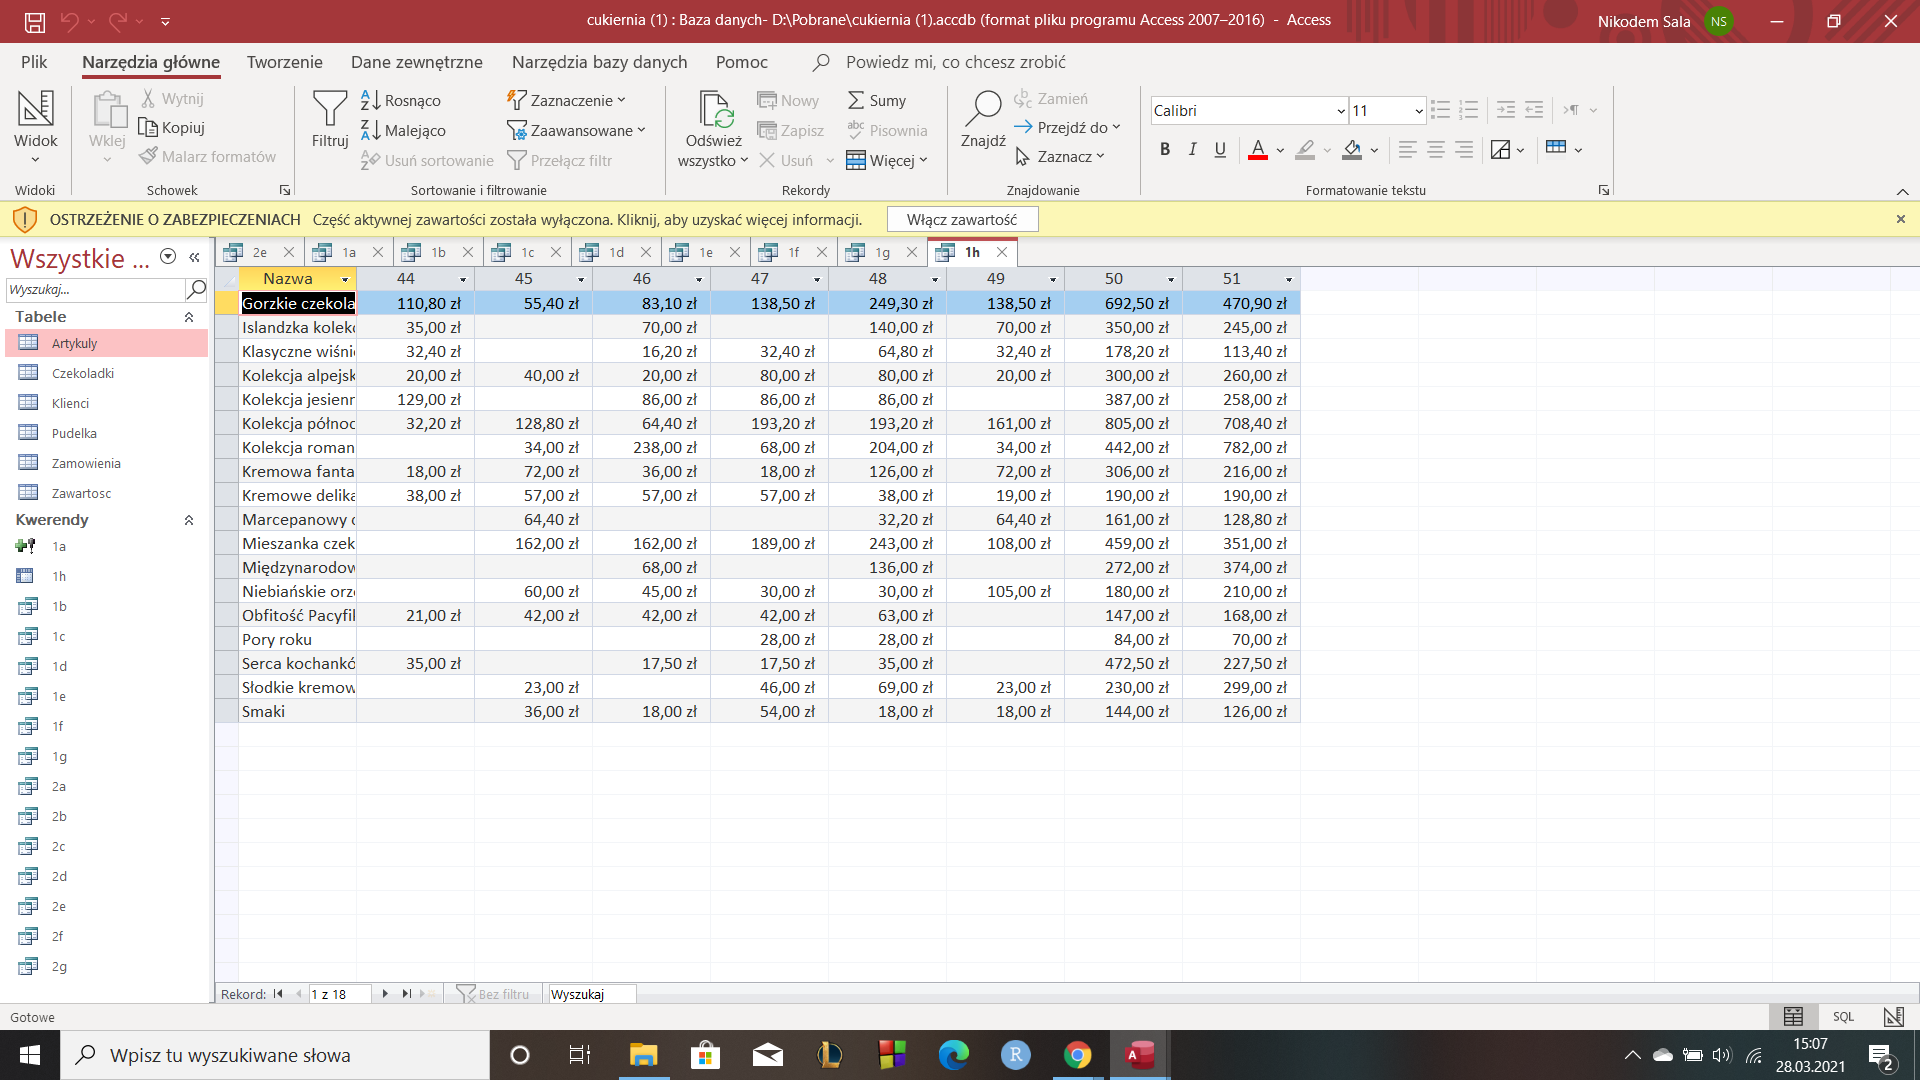 cukiernia (1) : Baza danych- D:\Pobrane\cukiernia (1).accdb (format pliku programu Access 2007–2016) - Access
Nikodem Sala NS
Plik Narzędzia główne Tworzenie Dane zewnętrzne Narzędzia bazy danych Pomoc Powiedz mi, co chcesz zrobić
Widok
Wklej
Wytnij
Kopiuj
Malarz formatów
Filtruj
Rosnąco
Malejąco
Usuń sortowanie
Zaznaczenie
Zaawansowane
Przełącz filtr
Odśwież
wszystko
Nowy
Zapisz
Usuń
Sumy
Pisownia
Więcej
Znajdź
Zamień
Przejdź do
Zaznacz
Calibri 11
B I U A
Widoki Schowek Sortowanie i filtrowanie Rekordy Znajdowanie Formatowanie tekstu
OSTRZEŻENIE O ZABEZPIECZENIACH Część aktywnej zawartości została wyłączona. Kliknij, aby uzyskać więcej informacji. Włącz zawartość
Wszystkie ...
Wyszukaj...
Tabele
Artykuly
Czekoladki
Klienci
Pudelka
Zamowienia
Zawartosc
Kwerendy
1a
1h
1b
1c
1d
1e
1f
1g
2a
2b
2c
2d
2e
2f
2g
2e 1a 1b 1c 1d 1e 1f 1g 1h
Nazwa 44 45 46 47 48 49 50 51
Gorzkie czekola 110,80 zł 55,40 zł 83,10 zł 138,50 zł 249,30 zł 138,50 zł 692,50 zł 470,90 zł
Islandzka kolekc 35,00 zł 70,00 zł 140,00 zł 70,00 zł 350,00 zł 245,00 zł
Klasyczne wiśni 32,40 zł 16,20 zł 32,40 zł 64,80 zł 32,40 zł 178,20 zł 113,40 zł
Kolekcja alpejsk 20,00 zł 40,00 zł 20,00 zł 80,00 zł 80,00 zł 20,00 zł 300,00 zł 260,00 zł
Kolekcja jesienn 129,00 zł 86,00 zł 86,00 zł 86,00 zł 387,00 zł 258,00 zł
Kolekcja północ 32,20 zł 128,80 zł 64,40 zł 193,20 zł 193,20 zł 161,00 zł 805,00 zł 708,40 zł
Kolekcja roman 34,00 zł 238,00 zł 68,00 zł 204,00 zł 34,00 zł 442,00 zł 782,00 zł
Kremowa fanta 18,00 zł 72,00 zł 36,00 zł 18,00 zł 126,00 zł 72,00 zł 306,00 zł 216,00 zł
Kremowe delika 38,00 zł 57,00 zł 57,00 zł 57,00 zł 38,00 zł 19,00 zł 190,00 zł 190,00 zł
Marcepanowy c 64,40 zł 32,20 zł 64,40 zł 161,00 zł 128,80 zł
Mieszanka czek 162,00 zł 162,00 zł 189,00 zł 243,00 zł 108,00 zł 459,00 zł 351,00 zł
Międzynarodow 68,00 zł 136,00 zł 272,00 zł 374,00 zł
Niebiańskie orze 60,00 zł 45,00 zł 30,00 zł 30,00 zł 105,00 zł 180,00 zł 210,00 zł
Obfitość Pacyfik 21,00 zł 42,00 zł 42,00 zł 42,00 zł 63,00 zł 147,00 zł 168,00 zł
Pory roku 28,00 zł 28,00 zł 84,00 zł 70,00 zł
Serca kochankó 35,00 zł 17,50 zł 17,50 zł 35,00 zł 472,50 zł 227,50 zł
Słodkie kremow 23,00 zł 46,00 zł 69,00 zł 23,00 zł 230,00 zł 299,00 zł
Smaki 36,00 zł 18,00 zł 54,00 zł 18,00 zł 18,00 zł 144,00 zł 126,00 zł
Rekord: 1 z 18 Bez filtru Wyszukaj
Gotowe SQL
Wpisz tu wyszukiwane słowa
15:07
28.03.2021
2